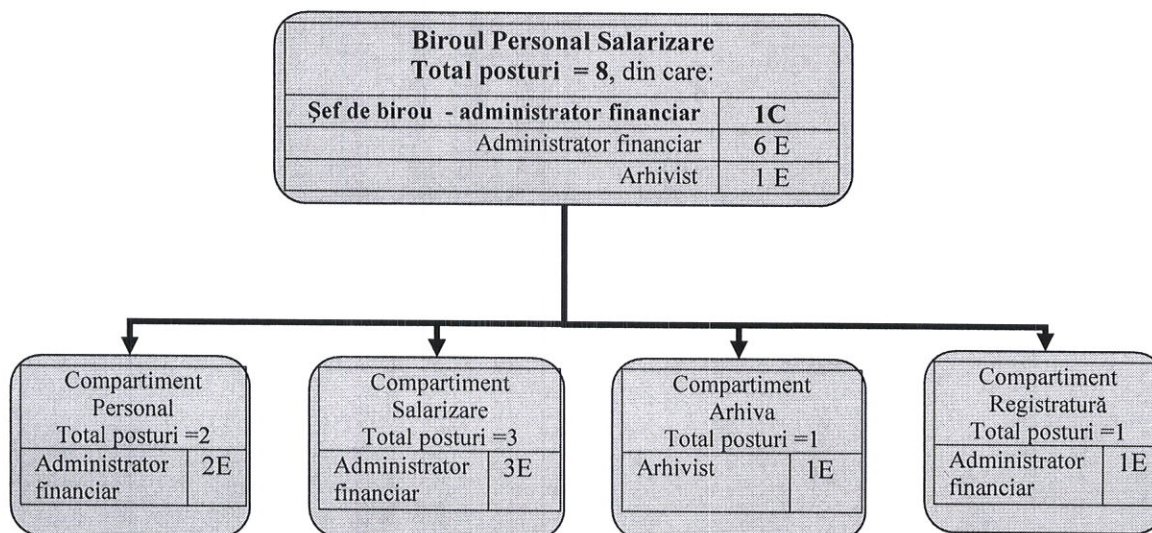 Biroul Personal Salarizare
Total posturi = 8, din care:
Șef de birou - administrator financiar 1C
Administrator financiar 6 E
Arhivist 1 E
Compartiment
Personal
Total posturi =2
Administrator 2E
financiar
Compartiment
Salarizare
Total posturi =3
Administrator 3E
financiar
Compartiment
Arhiva
Total posturi =1
Arhivist 1E
Compartiment
Registratură
Total posturi =1
Administrator 1E
financiar